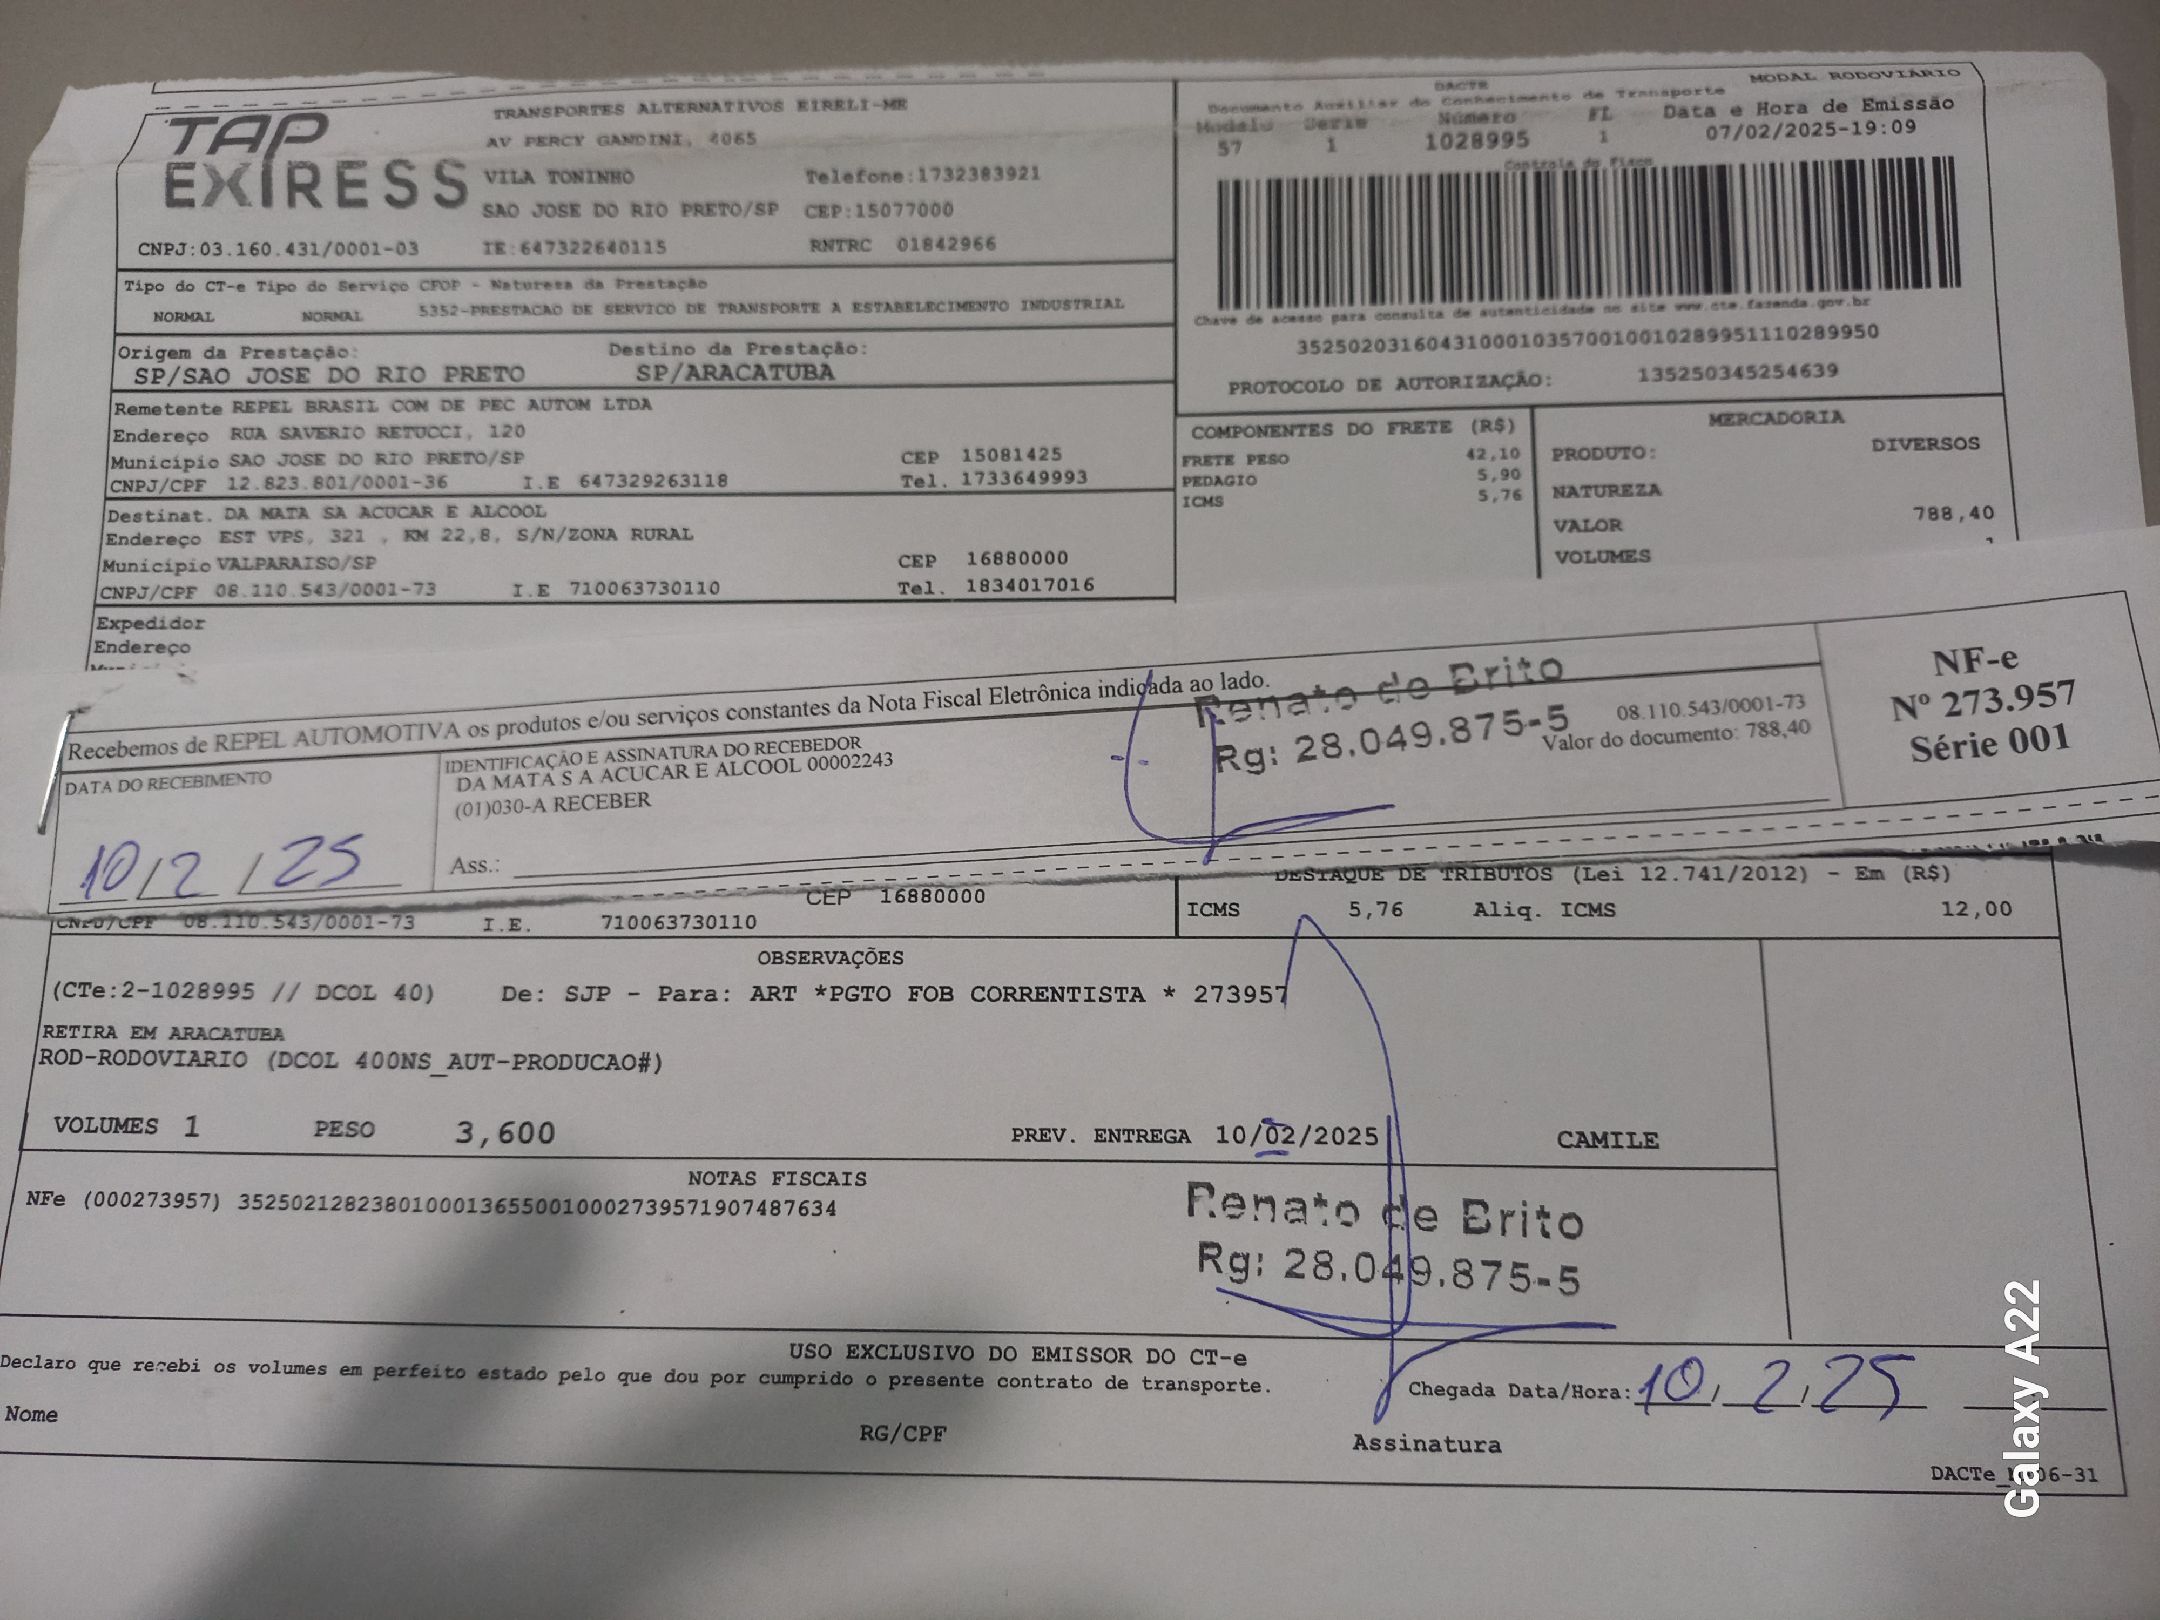 TAP
EXPRESS
TRANSPORTES ALTERNATIVOS EIRELI-ME
AV PERCY GANDINI, 4065
VILA TONINHO Telefone:1732383921
SAO JOSE DO RIO PRETO/SP CEP:15077000
CNPJ:03.160.431/0001-03 IE:647322640115 RNTRC 01842966
DACTE MODAL RODOVIÁRIO
Documento Auxiliar do Conhecimento de Transporte
Modelo Serie Número FL Data e Hora de Emissão
57 1 1028995 1 07/02/2025-19:09
Controle do Fisco
Chave de acesso para consulta de autenticidade no site www.cte.fazenda.gov.br
35250203160431000103570010010289951110289950
PROTOCOLO DE AUTORIZAÇÃO: 135250345254639
Tipo do CT-e Tipo do Serviço CFOP - Natureza da Prestação
NORMAL NORMAL 5352-PRESTACAO DE SERVICO DE TRANSPORTE A ESTABELECIMENTO INDUSTRIAL
Origem da Prestação: Destino da Prestação:
SP/SAO JOSE DO RIO PRETO SP/ARACATUBA
Remetente REPEL BRASIL COM DE PEC AUTOM LTDA
Endereço RUA SAVERIO RETUCCI, 120
Município SAO JOSE DO RIO PRETO/SP CEP 15081425
CNPJ/CPF 12.823.801/0001-36 I.E 647329263118 Tel. 1733649993
Destinat. DA MATA SA ACUCAR E ALCOOL
Endereço EST VPS, 321 , KM 22,8, S/N/ZONA RURAL
Município VALPARAISO/SP CEP 16880000
CNPJ/CPF 08.110.543/0001-73 I.E 710063730110 Tel. 1834017016
Expedidor
Endereço
COMPONENTES DO FRETE (R$)
FRETE PESO 42,10
PEDAGIO 5,90
ICMS 5,76
MERCADORIA
PRODUTO: DIVERSOS
NATUREZA
VALOR 788,40
VOLUMES
Recebemos de REPEL AUTOMOTIVA os produtos e/ou serviços constantes da Nota Fiscal Eletrônica indicada ao lado.
DATA DO RECEBIMENTO
10/2/25
IDENTIFICAÇÃO E ASSINATURA DO RECEBEDOR
DA MATA S A ACUCAR E ALCOOL 00002243
(01)030-A RECEBER
Ass.:
Renato de Brito
Rg: 28.049.875-5
08.110.543/0001-73
Valor do documento: 788,40
NF-e
Nº 273.957
Série 001
CEP 16880000
CNPJ/CPF 08.110.543/0001-73 I.E. 710063730110
DESTAQUE DE TRIBUTOS (Lei 12.741/2012) - Em (R$)
ICMS 5,76 Aliq. ICMS 12,00
OBSERVAÇÕES
(CTe:2-1028995 // DCOL 40) De: SJP - Para: ART *PGTO FOB CORRENTISTA * 273957
RETIRA EM ARACATUBA
ROD-RODOVIARIO (DCOL 400NS_AUT-PRODUCAO#)
VOLUMES 1 PESO 3,600 PREV. ENTREGA 10/02/2025 CAMILE
NOTAS FISCAIS
NFe (000273957) 35250212823801000136550010002739571907487634
Renato de Brito
Rg: 28.049.875-5
USO EXCLUSIVO DO EMISSOR DO CT-e
Declaro que recebi os volumes em perfeito estado pelo que dou por cumprido o presente contrato de transporte.
Chegada Data/Hora: 10/2/25
Nome RG/CPF Assinatura
DACTe 06-31
Galaxy A22